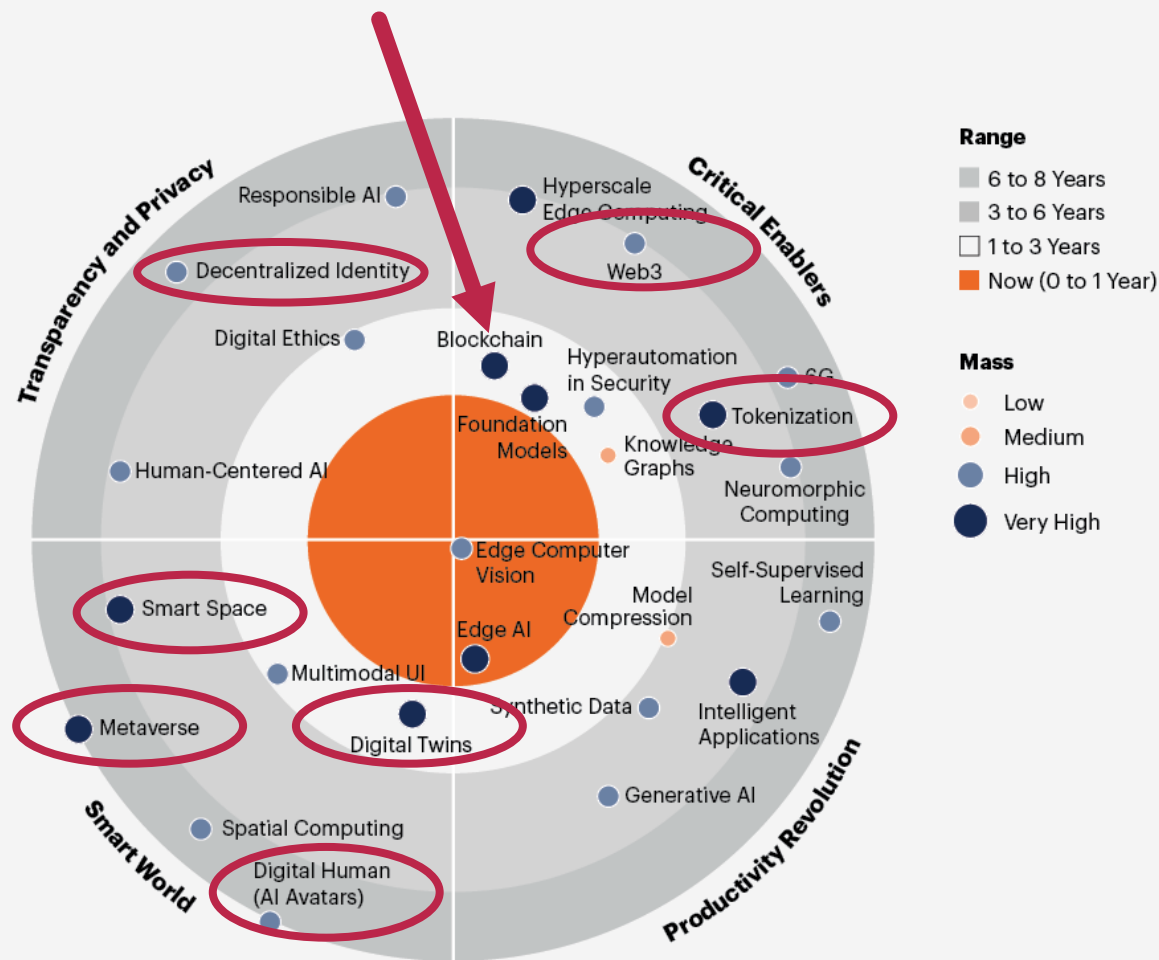 Transparency and Privacy
Critical Enablers
Responsible AI
Decentralized Identity
Digital Ethics
Human-Centered AI
Hyperscale
Edge Computing
Web3
Blockchain
Hyperautomation
in Security
6G
Foundation
Models
Tokenization
Knowledge
Graphs
Neuromorphic
Computing
Edge Computer
Vision
Edge AI
Model
Compression
Self-Supervised
Learning
Synthetic Data
Intelligent
Applications
Generative AI
Productivity Revolution
Smart Space
Multimodal UI
Metaverse
Digital Twins
Spatial Computing
Digital Human
(AI Avatars)
Smart World
Range
6 to 8 Years
3 to 6 Years
1 to 3 Years
Now (0 to 1 Year)
Mass
Low
Medium
High
Very High